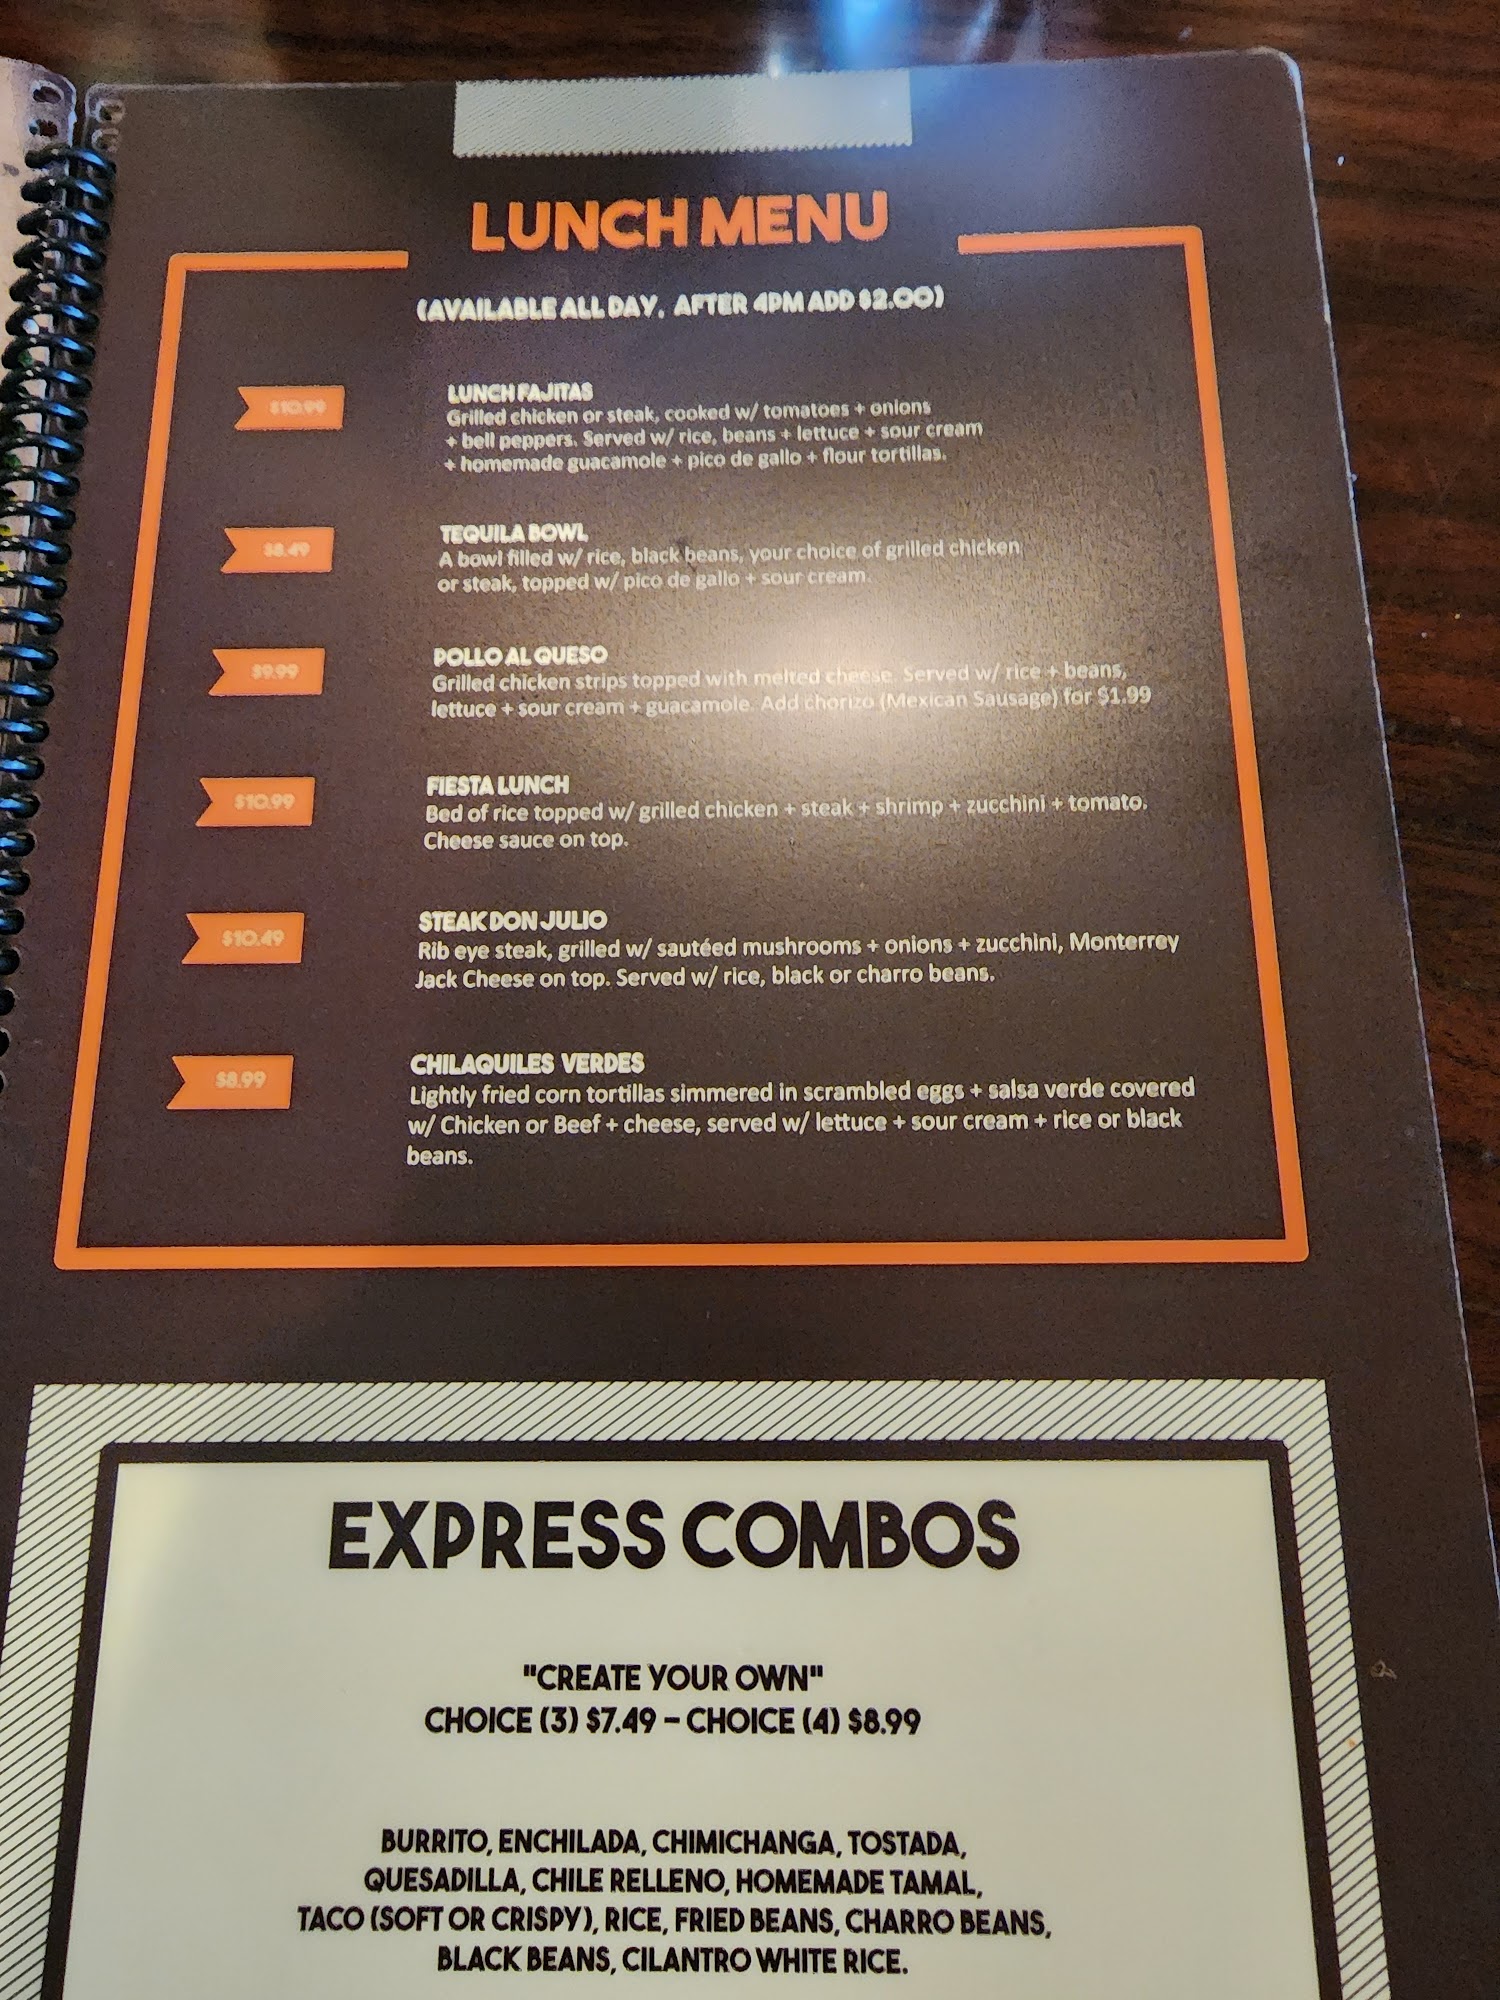 LUNCH MENU
(AVAILABLE ALL DAY, AFTER 4PM ADD $2.00)
$10.99
LUNCH FAJITAS
Grilled chicken or steak, cooked w/ tomatoes + onions
+ bell peppers. Served w/ rice, beans + lettuce + sour cream
+ homemade guacamole + pico de gallo + flour tortillas.
$8.49
TEQUILA BOWL
A bowl filled w/ rice, black beans, your choice of grilled chicken
or steak, topped w/ pico de gallo + sour cream.
$9.99
POLLO AL QUESO
Grilled chicken strips topped with melted cheese. Served w/ rice + beans,
lettuce + sour cream + guacamole. Add chorizo (Mexican Sausage) for $1.99
$10.99
FIESTA LUNCH
Bed of rice topped w/ grilled chicken + steak + shrimp + zucchini + tomato.
Cheese sauce on top.
$10.49
STEAK DON JULIO
Rib eye steak, grilled w/ sautéed mushrooms + onions + zucchini, Monterrey
Jack Cheese on top. Served w/ rice, black or charro beans.
$8.99
CHILAQUILES VERDES
Lightly fried corn tortillas simmered in scrambled eggs + salsa verde covered
w/ Chicken or Beef + cheese, served w/ lettuce + sour cream + rice or black
beans.
EXPRESS COMBOS
"CREATE YOUR OWN"
CHOICE (3) $7.49 – CHOICE (4) $8.99
BURRITO, ENCHILADA, CHIMICHANGA, TOSTADA,
QUESADILLA, CHILE RELLENO, HOMEMADE TAMAL,
TACO (SOFT OR CRISPY), RICE, FRIED BEANS, CHARRO BEANS,
BLACK BEANS, CILANTRO WHITE RICE.